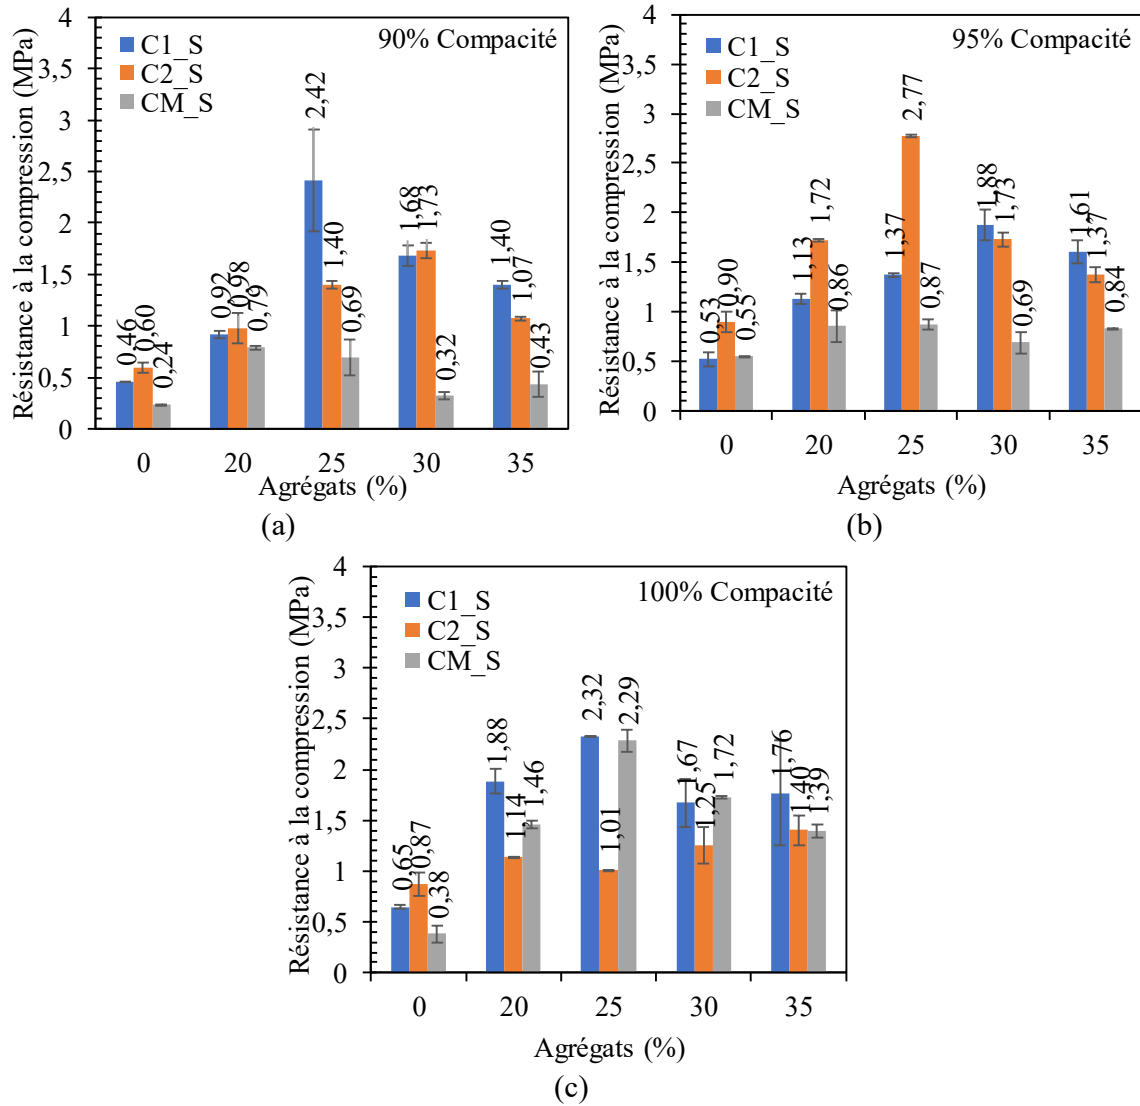 90% Compacité
C1_S
C2_S
CM_S
Résistance à la compression (MPa)
4
3,5
3
2,5
2
1,5
1
0,5
0
0,46 0,60 0,24
0,92 0,98 0,79
2,42 1,40 0,69
1,68 1,73 0,32
1,40 1,07 0,43
0 20 25 30 35
Agrégats (%)
(a)
95% Compacité
C1_S
C2_S
CM_S
Résistance à la compression (MPa)
4
3,5
3
2,5
2
1,5
1
0,5
0
0,53 0,90 0,55
1,13 1,72 0,86
1,37 2,77 0,87
1,88 1,73 0,69
1,61 1,37 0,84
0 20 25 30 35
Agrégats (%)
(b)
100% Compacité
C1_S
C2_S
CM_S
Résistance à la compression (MPa)
4
3,5
3
2,5
2
1,5
1
0,5
0
0,65 0,87 0,38
1,88 1,14 1,46
2,32 1,01 2,29
1,67 1,25 1,72
1,76 1,40 1,39
0 20 25 30 35
Agrégats (%)
(c)